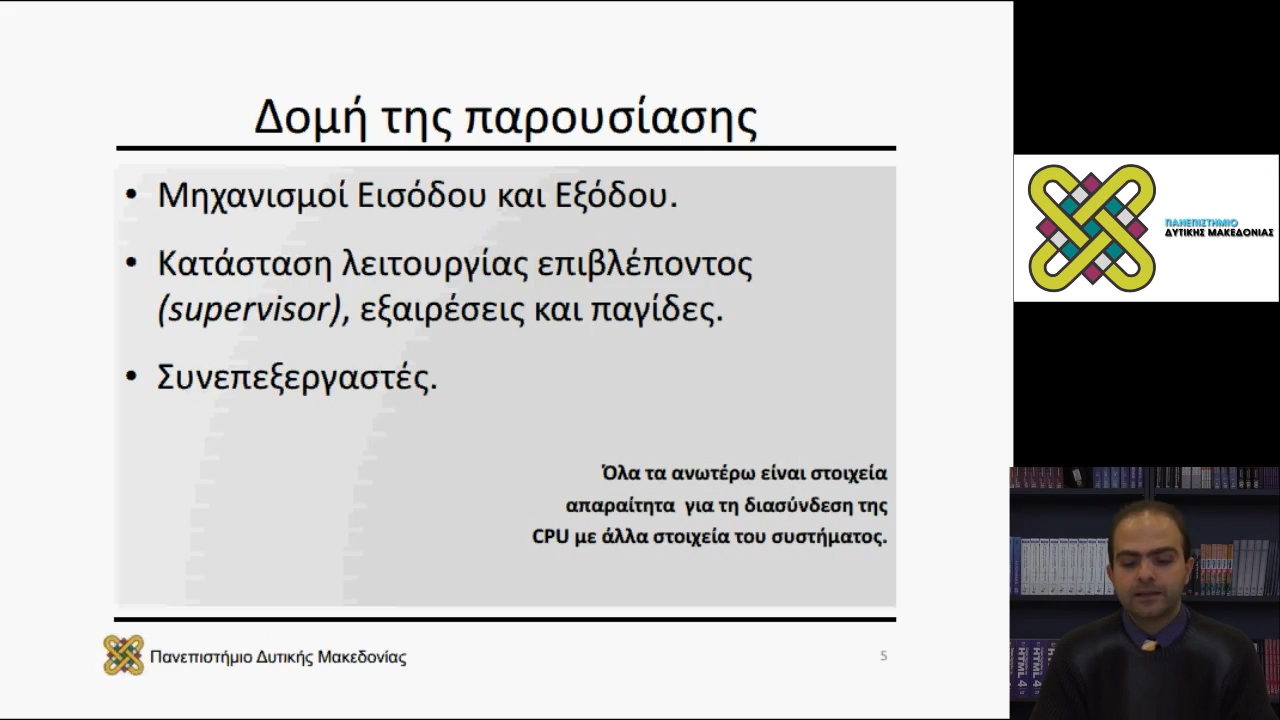 Δομή της παρουσίασης
• Μηχανισμοί Εισόδου και Εξόδου.
• Κατάσταση λειτουργίας επιβλέποντος
(supervisor), εξαιρέσεις και παγίδες.
• Συνεπεξεργαστές.
Όλα τα ανωτέρω είναι στοιχεία
απαραίτητα για τη διασύνδεση της
CPU με άλλα στοιχεία του συστήματος.
Πανεπιστήμιο Δυτικής Μακεδονίας
5
ΠΑΝΕΠΙΣΤΗΜΙΟ
ΔΥΤΙΚΗΣ ΜΑΚΕΔΟΝΙΑΣ
HTML 4